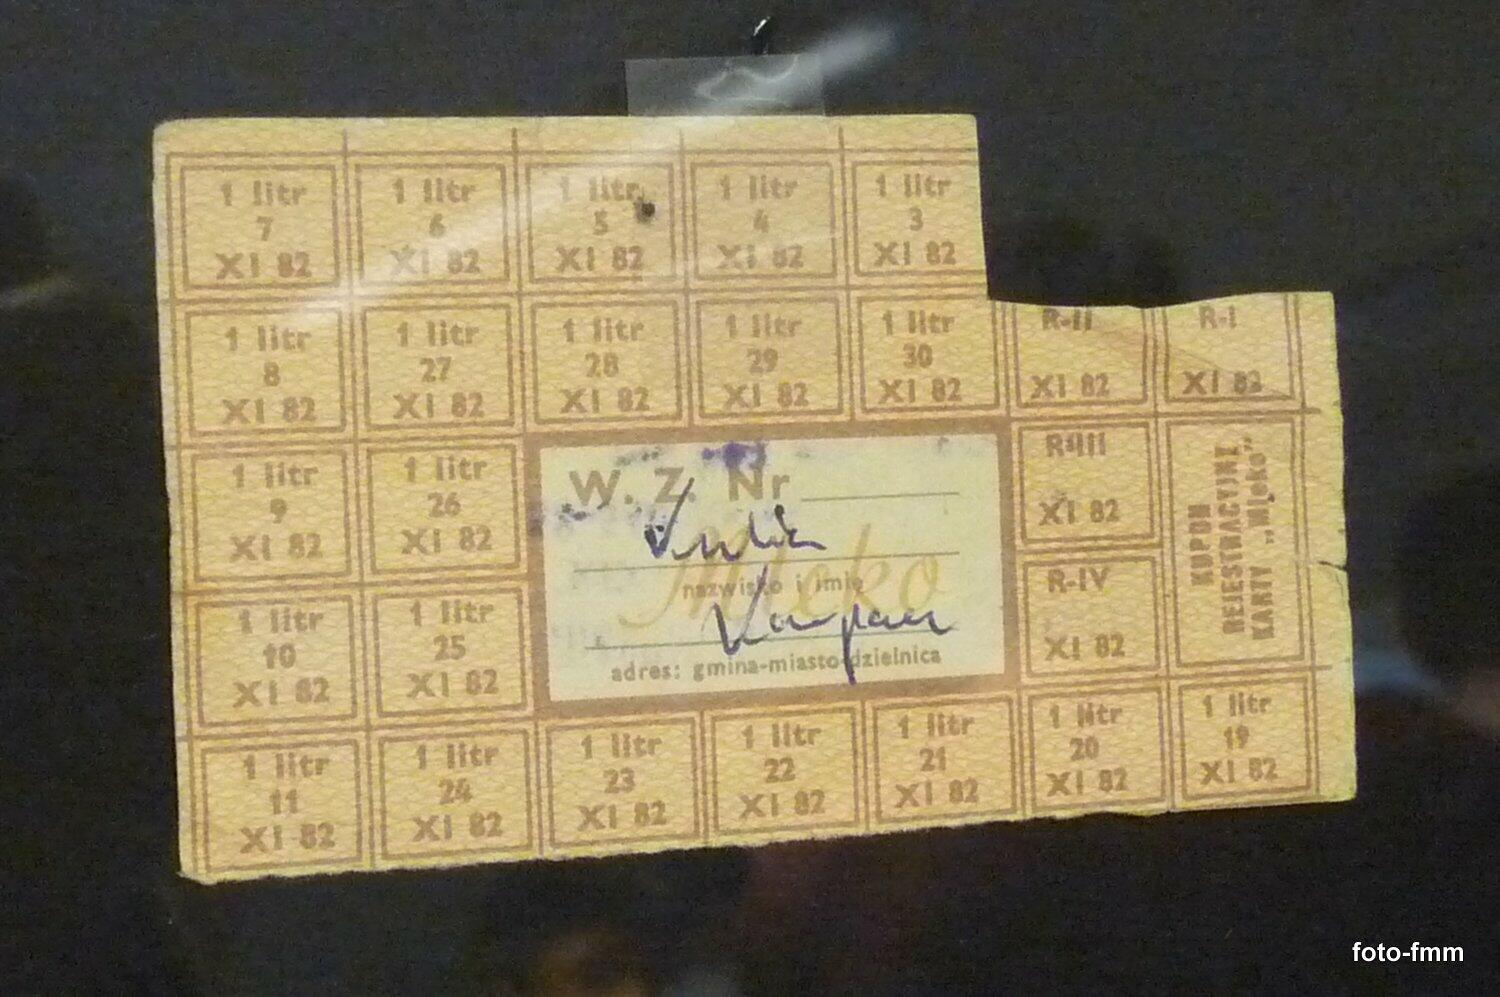 1 litr
7
XI 82
1 litr
6
XI 82
1 litr
5
XI 82
1 litr
4
XI 82
1 litr
3
XI 82
1 litr
8
XI 82
1 litr
27
XI 82
1 litr
28
XI 82
1 litr
29
XI 82
1 litr
30
XI 82
R-II
XI 82
R-I
XI 82
1 litr
9
XI 82
1 litr
26
XI 82
W. Z. Nr
Mleko
nazwisko i imię
adres: gmina-miasto-dzielnica
R-III
XI 82
KUPON
REJESTRACYJNY
KARTY „Mleko”
1 litr
10
XI 82
1 litr
25
XI 82
R-IV
XI 82
1 litr
11
XI 82
1 litr
24
XI 82
1 litr
23
XI 82
1 litr
22
XI 82
1 litr
21
XI 82
1 litr
20
XI 82
1 litr
19
XI 82
foto-fmm